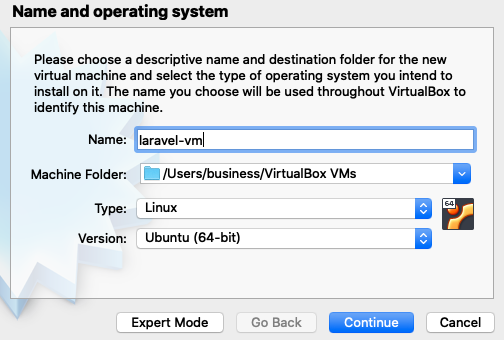 Name and operating system
Please choose a descriptive name and destination folder for the new
virtual machine and select the type of operating system you intend to
install on it. The name you choose will be used throughout VirtualBox to
identify this machine.
Name: laravel-vm
Machine Folder: /Users/business/VirtualBox VMs
Type: Linux
64
Version: Ubuntu (64-bit)
Expert Mode Go Back Continue Cancel